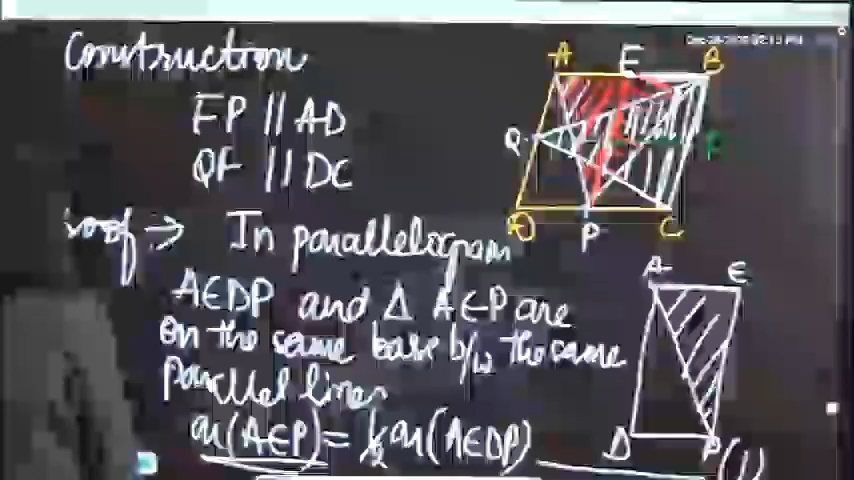 Construction
EP || AD
QF || DC
Proof → In parallelogram
AEDP and Δ AEP are
on the same base b/w the same
parallel lines
ar(AEP) = 1/2 ar(AEDP) (1)
A E B
Q F
D P C
A E
D P